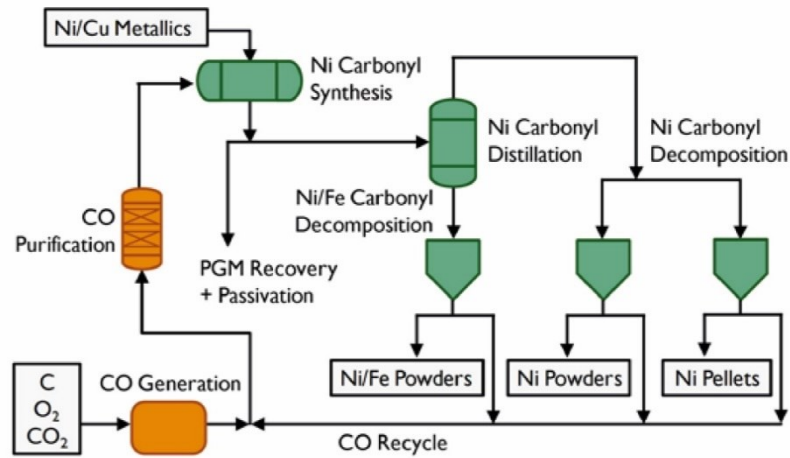 Ni/Cu Metallics
Ni Carbonyl
Synthesis
Ni Carbonyl
Distillation
Ni Carbonyl
Decomposition
Ni/Fe Carbonyl
Decomposition
CO
Purification
PGM Recovery
+ Passivation
Ni/Fe Powders
Ni Powders
Ni Pellets
C
O₂
CO₂
CO Generation
CO Recycle